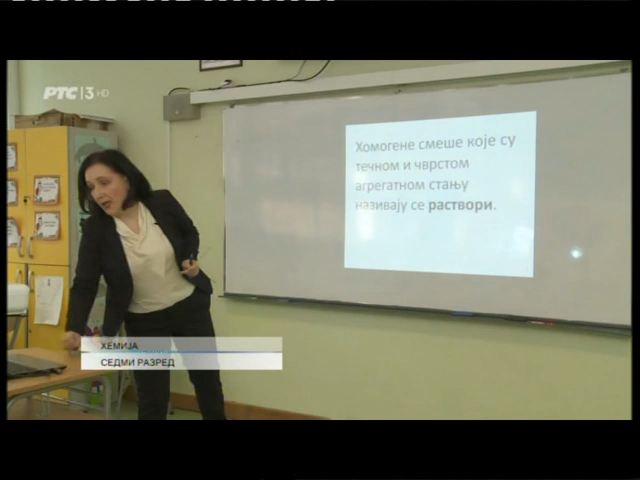 РТС|3 HD
Хомогене смеше које су
течном и чврстом
агрегатном стању
називају се раствори.
ХЕМИЈА
СЕДМИ РАЗРЕД